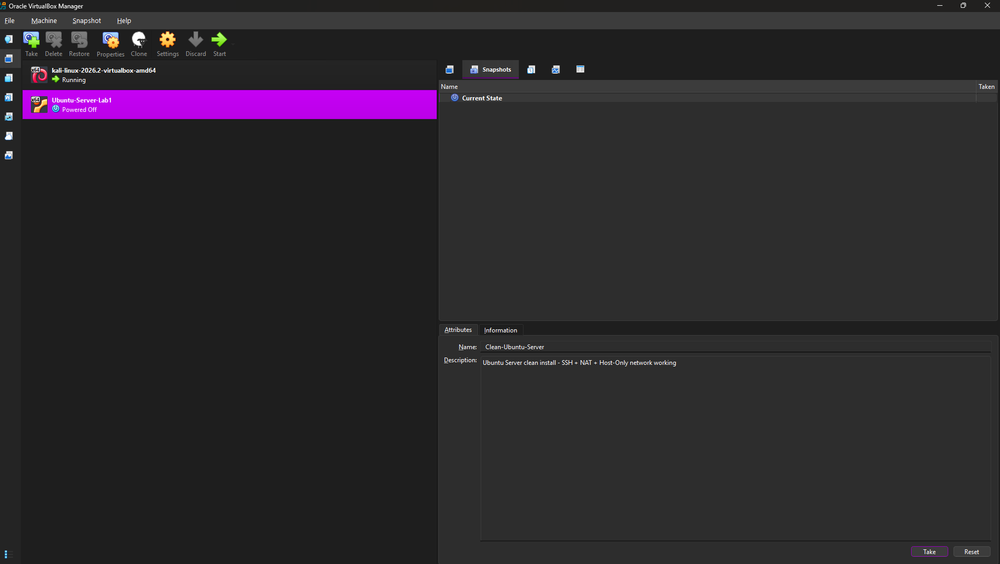 Oracle VirtualBox Manager
File Machine Snapshot Help
Take Delete Restore Properties Clone Settings Discard Start
x64 kali-linux-2026.2-virtualbox-amd64
Running
x64 Ubuntu-Server-Lab1
Powered Off
Snapshots
Name Taken
Current State
Attributes Information
Name: Clean-Ubuntu-Server
Description: Ubuntu Server clean install - SSH + NAT + Host-Only network working
Take Reset